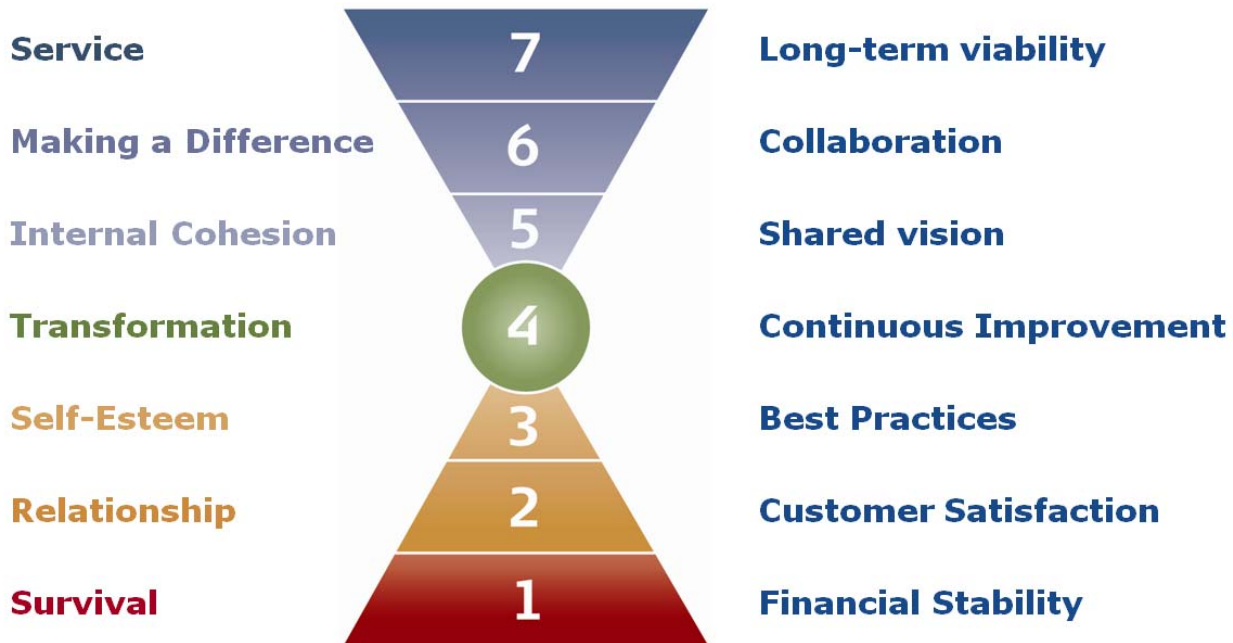 Service 7 Long-term viability
Making a Difference 6 Collaboration
Internal Cohesion 5 Shared vision
Transformation 4 Continuous Improvement
Self-Esteem 3 Best Practices
Relationship 2 Customer Satisfaction
Survival 1 Financial Stability